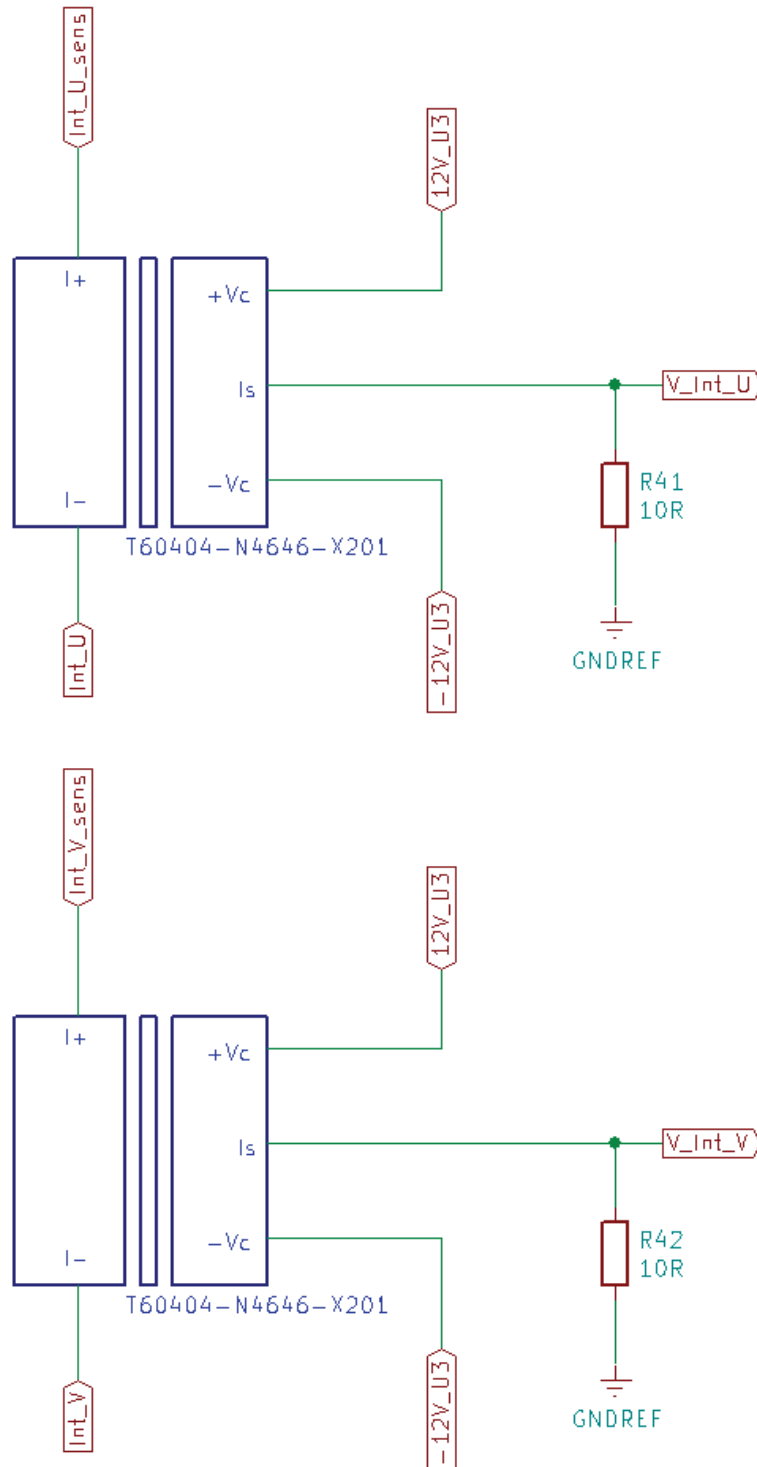 Int_U_sens
12V_U3
I+
+Vc
Is
V_Int_U
I-
-Vc
R41
10R
T60404-N4646-X201
Int_U
-12V_U3
GNDREF
Int_V_sens
12V_U3
I+
+Vc
Is
V_Int_V
I-
-Vc
R42
10R
T60404-N4646-X201
Int_V
-12V_U3
GNDREF